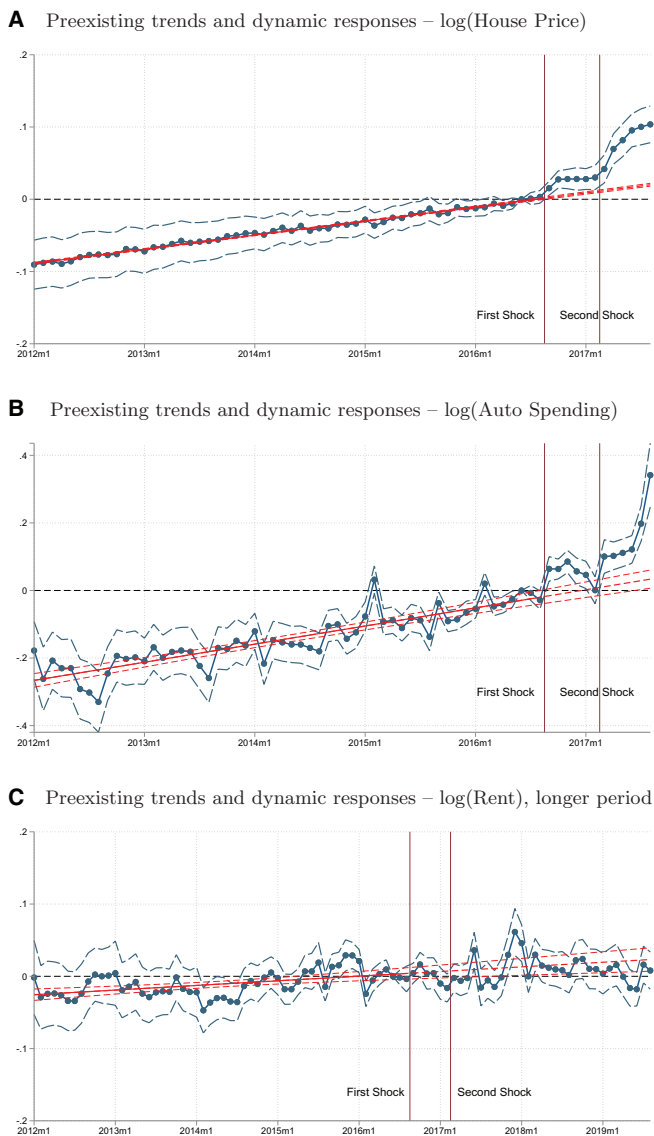 A Preexisting trends and dynamic responses – log(House Price)
.2
.1
0
-.1
-.2
First Shock
Second Shock
2012m1 2013m1 2014m1 2015m1 2016m1 2017m1
B Preexisting trends and dynamic responses – log(Auto Spending)
.4
.2
0
-.2
-.4
First Shock
Second Shock
2012m1 2013m1 2014m1 2015m1 2016m1 2017m1
C Preexisting trends and dynamic responses – log(Rent), longer period
.2
.1
0
-.1
-.2
First Shock
Second Shock
2012m1 2013m1 2014m1 2015m1 2016m1 2017m1 2018m1 2019m1